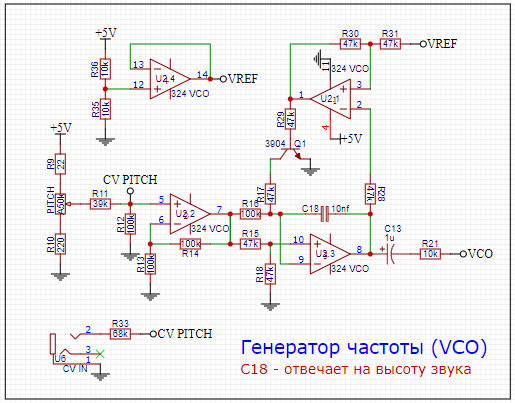 +5V
R36
10k
R35
10k
13
12
14
U2.4
324 VCO
VREF
R30
47k
R31
47k
VREF
11
324 VCO
1
3
2
U2.1
4
+5V
R29
47k
3904
Q1
+5V
R9
22
PITCH
A50k
R10
220
R11
39k
CV PITCH
R12
100k
5
6
7
U2.2
324 VCO
R13
100k
100k
R14
R16
100k
R15
47k
R17
47k
R18
47k
C18
10nf
R28
47k
10
9
8
U2.3
324 VCO
C13
1u
R21
10k
VCO
U6
2
3
1
CV IN
R33
68k
CV PITCH
Генератор частоты (VCO)
C18 - отвечает на высоту звука